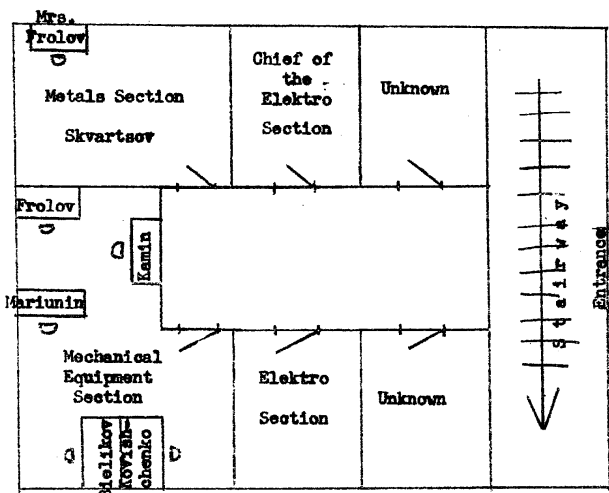 Mrs.
Frolov
Metals Section
Skvartsov
Chief of
the
Elektro
Section
Unknown
Frolov
Kamin
Mariunin
Mechanical
Equipment
Section
Bielikov
Kovish-
chenko
Elektro
Section
Unknown
Stairway
Entrance